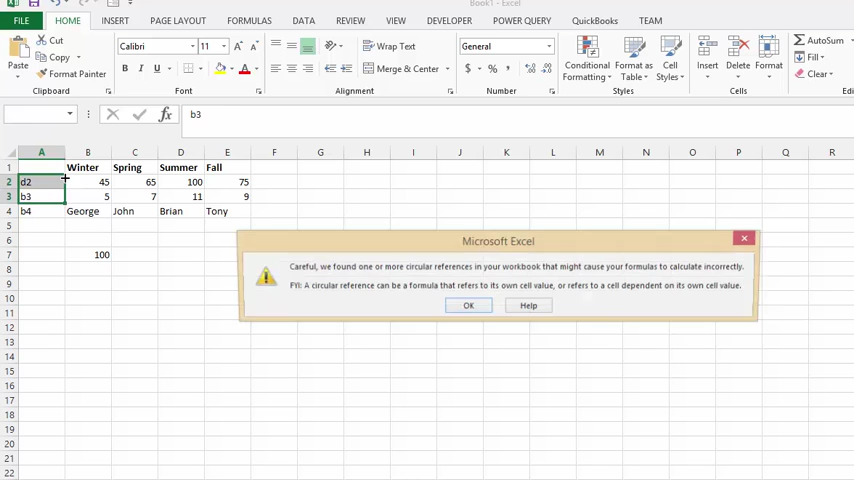 Book1 - Excel
FILE HOME INSERT PAGE LAYOUT FORMULAS DATA REVIEW VIEW DEVELOPER POWER QUERY QuickBooks TEAM
Cut
Calibri 11 A A Wrap Text General AutoSum
Paste Copy Conditional Format as Cell Insert Delete Format Fill
Format Painter B I U A Merge & Center $ % , Formatting Table Styles Clear
Clipboard Font Alignment Number Styles Cells
fx b3
A B C D E F G H I J K L M N O P Q R
1 Winter Spring Summer Fall
2 d2 45 65 100 75
3 b3 5 7 11 9
4 b4 George John Brian Tony
5
6
7 100
8
9
10
11
12
13
14
15
16
17
18
19
20
21
22
Microsoft Excel
Careful, we found one or more circular references in your workbook that might cause your formulas to calculate incorrectly.
FYI: A circular reference can be a formula that refers to its own cell value, or refers to a cell dependent on its own cell value.
OK Help